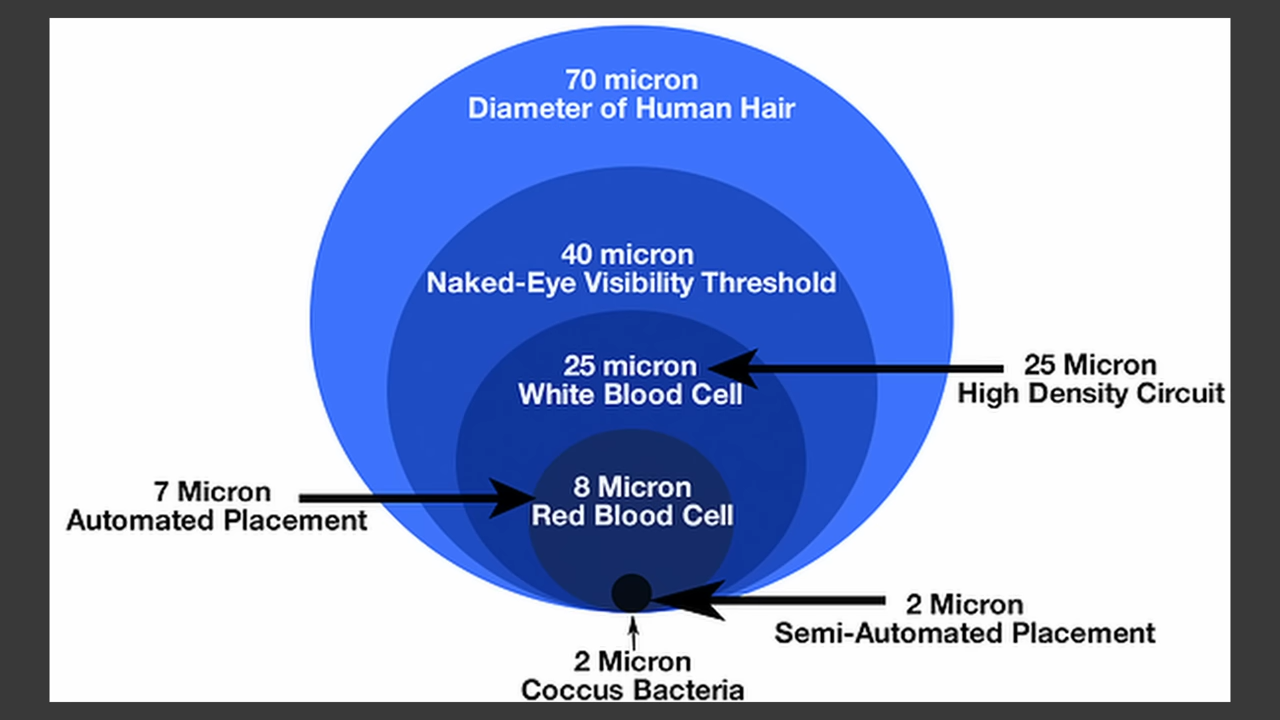 70 micron
Diameter of Human Hair
40 micron
Naked-Eye Visibility Threshold
25 micron
White Blood Cell
25 Micron
High Density Circuit
7 Micron
Automated Placement
8 Micron
Red Blood Cell
2 Micron
Semi-Automated Placement
2 Micron
Coccus Bacteria